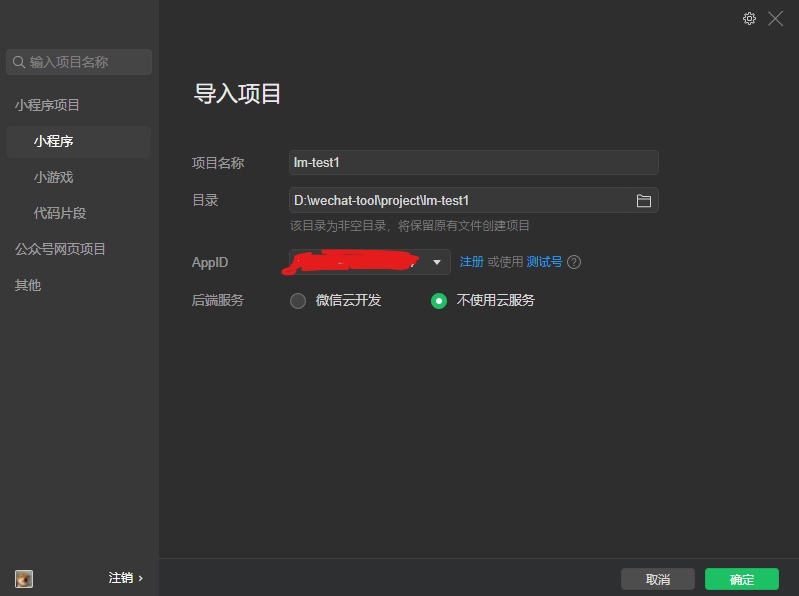 输入项目名称
小程序项目
小程序
小游戏
代码片段
公众号网页项目
其他
注销 ›
导入项目
项目名称 lm-test1
目录 D:\wechat-tool\project\lm-test1
该目录为非空目录，将保留原有文件创建项目
AppID 注册 或使用 测试号 ?
后端服务 微信云开发 不使用云服务
取消 确定